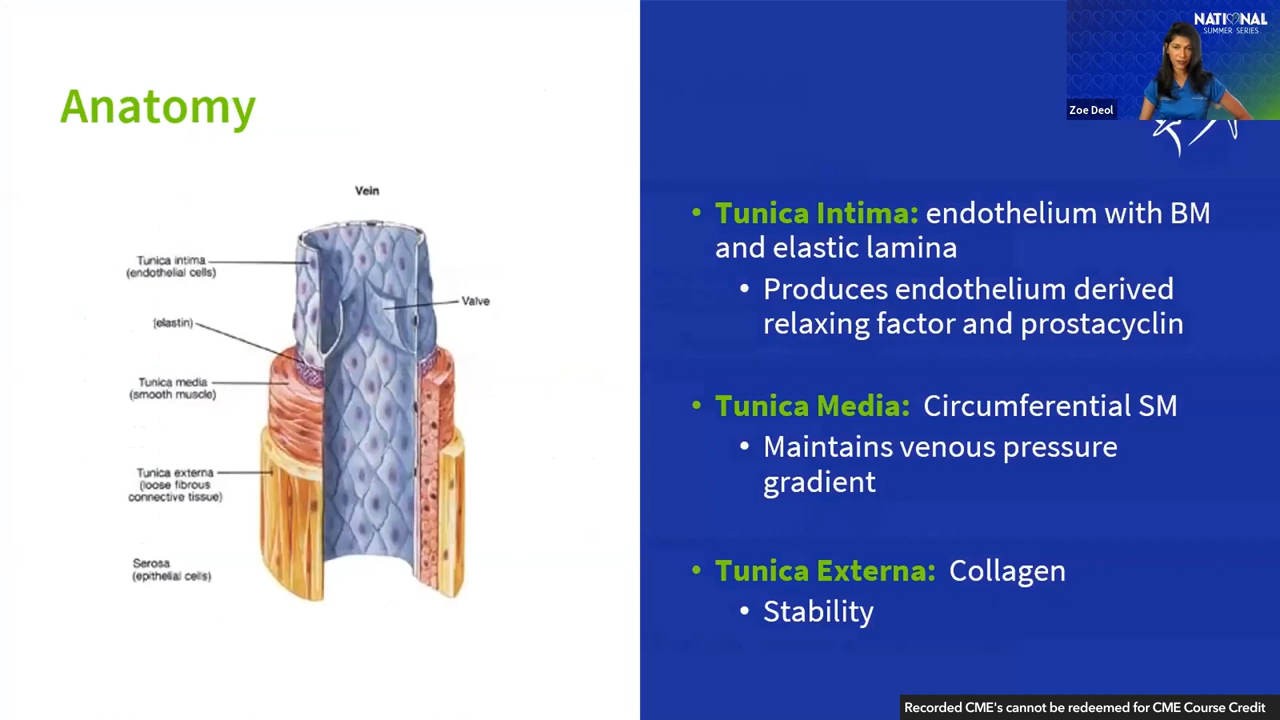 NATIONAL
SUMMER SERIES
Zoe Deol
Anatomy
Vein
Tunica intima
(endothelial cells)
Valve
(elastin)
Tunica media
(smooth muscle)
Tunica externa
(loose fibrous
connective tissue)
Serosa
(epithelial cells)
• Tunica Intima: endothelium with BM
and elastic lamina
• Produces endothelium derived
relaxing factor and prostacyclin
• Tunica Media: Circumferential SM
• Maintains venous pressure
gradient
• Tunica Externa: Collagen
• Stability
Recorded CME's cannot be redeemed for CME Course Credit